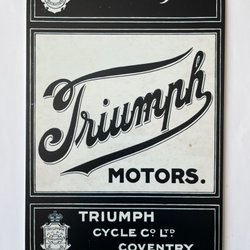 Triumph
MOTORS.
TRIUMPH
CYCLE Cº LTD
COVENTRY